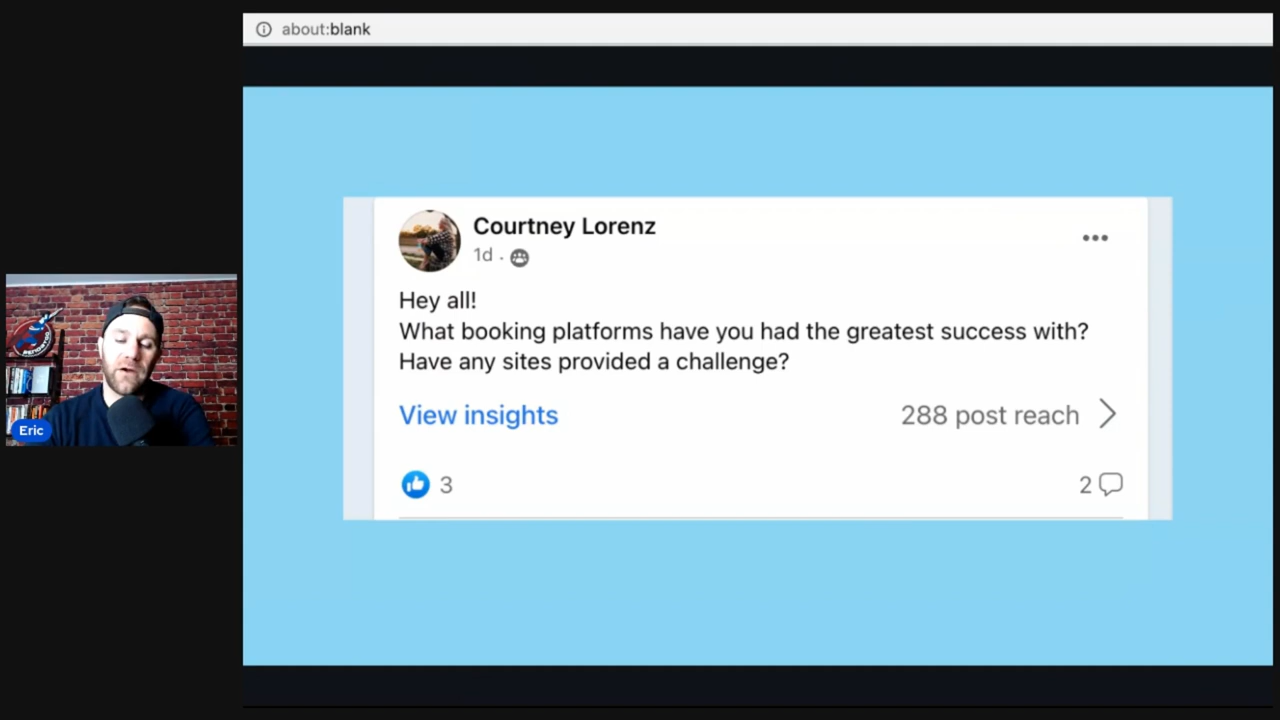 about:blank
Courtney Lorenz
1d ·
Hey all!
What booking platforms have you had the greatest success with?
Have any sites provided a challenge?
View insights
288 post reach
3
2
Eric